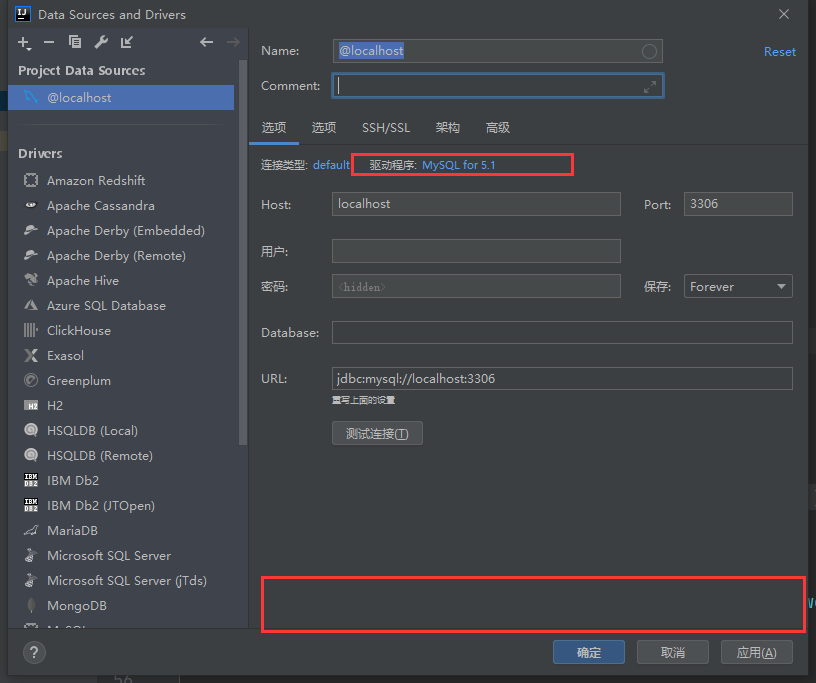 Data Sources and Drivers
Project Data Sources
@localhost
Drivers
Amazon Redshift
Apache Cassandra
Apache Derby (Embedded)
Apache Derby (Remote)
Apache Hive
Azure SQL Database
ClickHouse
Exasol
Greenplum
H2
HSQLDB (Local)
HSQLDB (Remote)
IBM Db2
IBM Db2 (JTOpen)
MariaDB
Microsoft SQL Server
Microsoft SQL Server (jTds)
MongoDB
Name: @localhost Reset
Comment:
选项 选项 SSH/SSL 架构 高级
连接类型: default 驱动程序: MySQL for 5.1
Host: localhost Port: 3306
用户:
密码: <hidden> 保存: Forever
Database:
URL: jdbc:mysql://localhost:3306
重写上面的设置
测试连接(T)
? 确定 取消 应用(A)
56